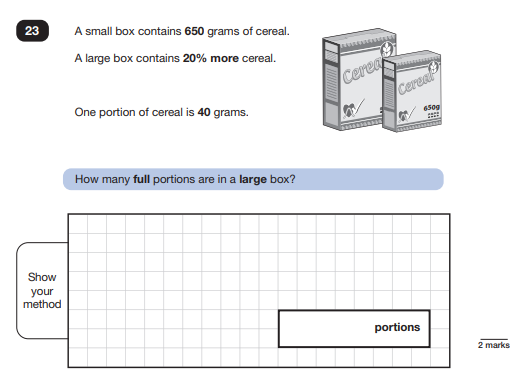 23
A small box contains 650 grams of cereal.
A large box contains 20% more cereal.
Cereal
Cereal
650g
One portion of cereal is 40 grams.
How many full portions are in a large box?
Show
your
method
portions
2 marks